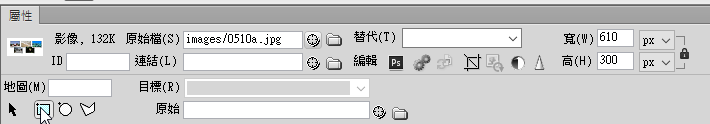 屬性
影像, 132K 原始檔(S) images/0510a.jpg 替代(T) 寬(W) 610 px
ID 連結(L) 編輯 Ps 高(H) 300 px
地圖(M) 目標(R)
原始